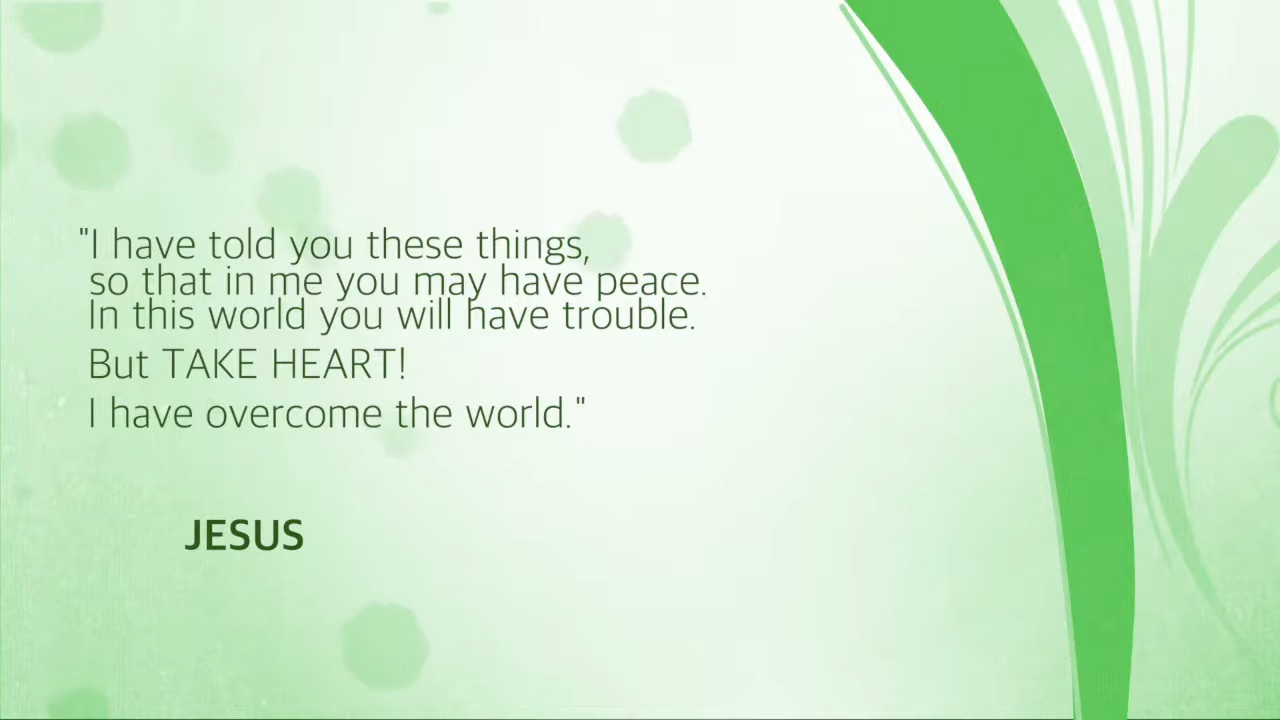 "I have told you these things,
so that in me you may have peace.
In this world you will have trouble.
But TAKE HEART!
I have overcome the world."
JESUS